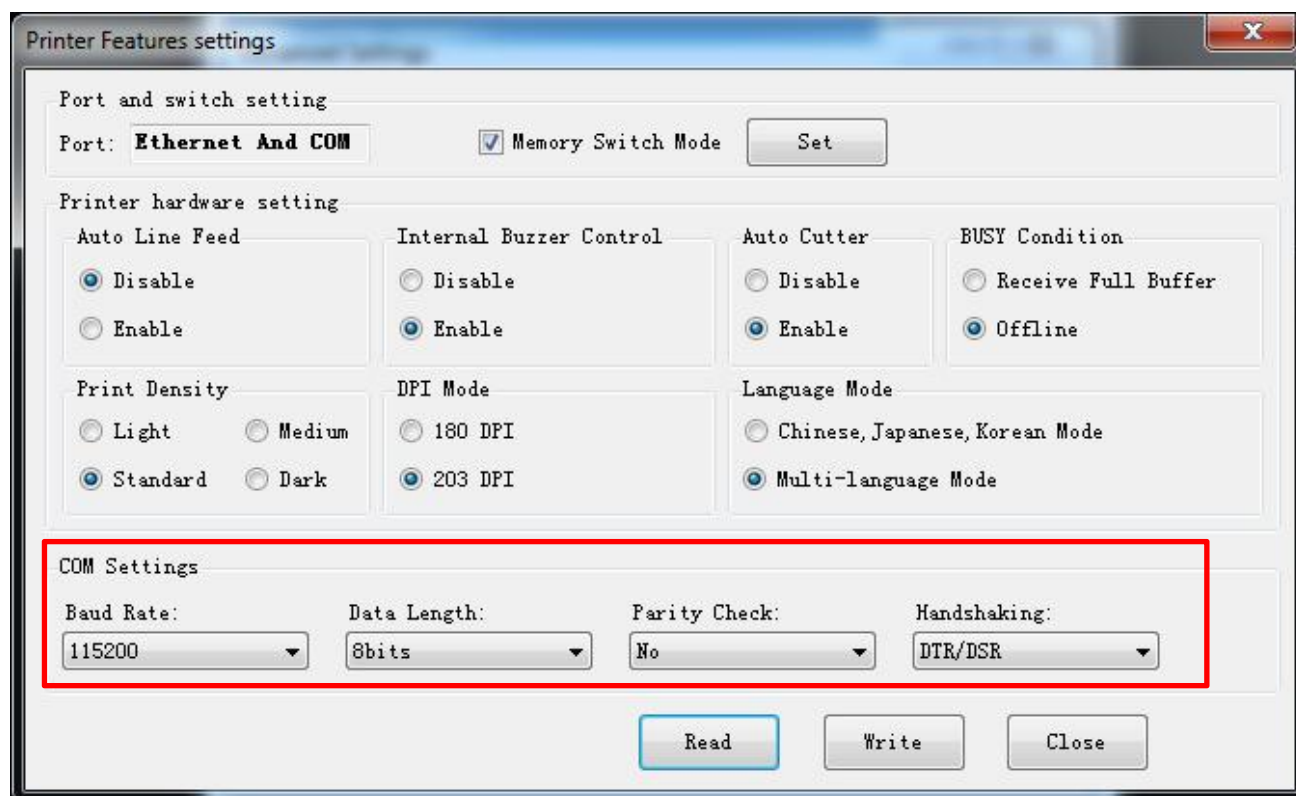 Printer Features settings
Port and switch setting
Port: Ethernet And COM Memory Switch Mode Set
Printer hardware setting
Auto Line Feed Internal Buzzer Control Auto Cutter BUSY Condition
Disable Disable Disable Receive Full Buffer
Enable Enable Enable Offline
Print Density DPI Mode Language Mode
Light Medium 180 DPI Chinese,Japanese,Korean Mode
Standard Dark 203 DPI Multi-language Mode
COM Settings
Baud Rate: Data Length: Parity Check: Handshaking:
115200 8bits No DTR/DSR
Read Write Close